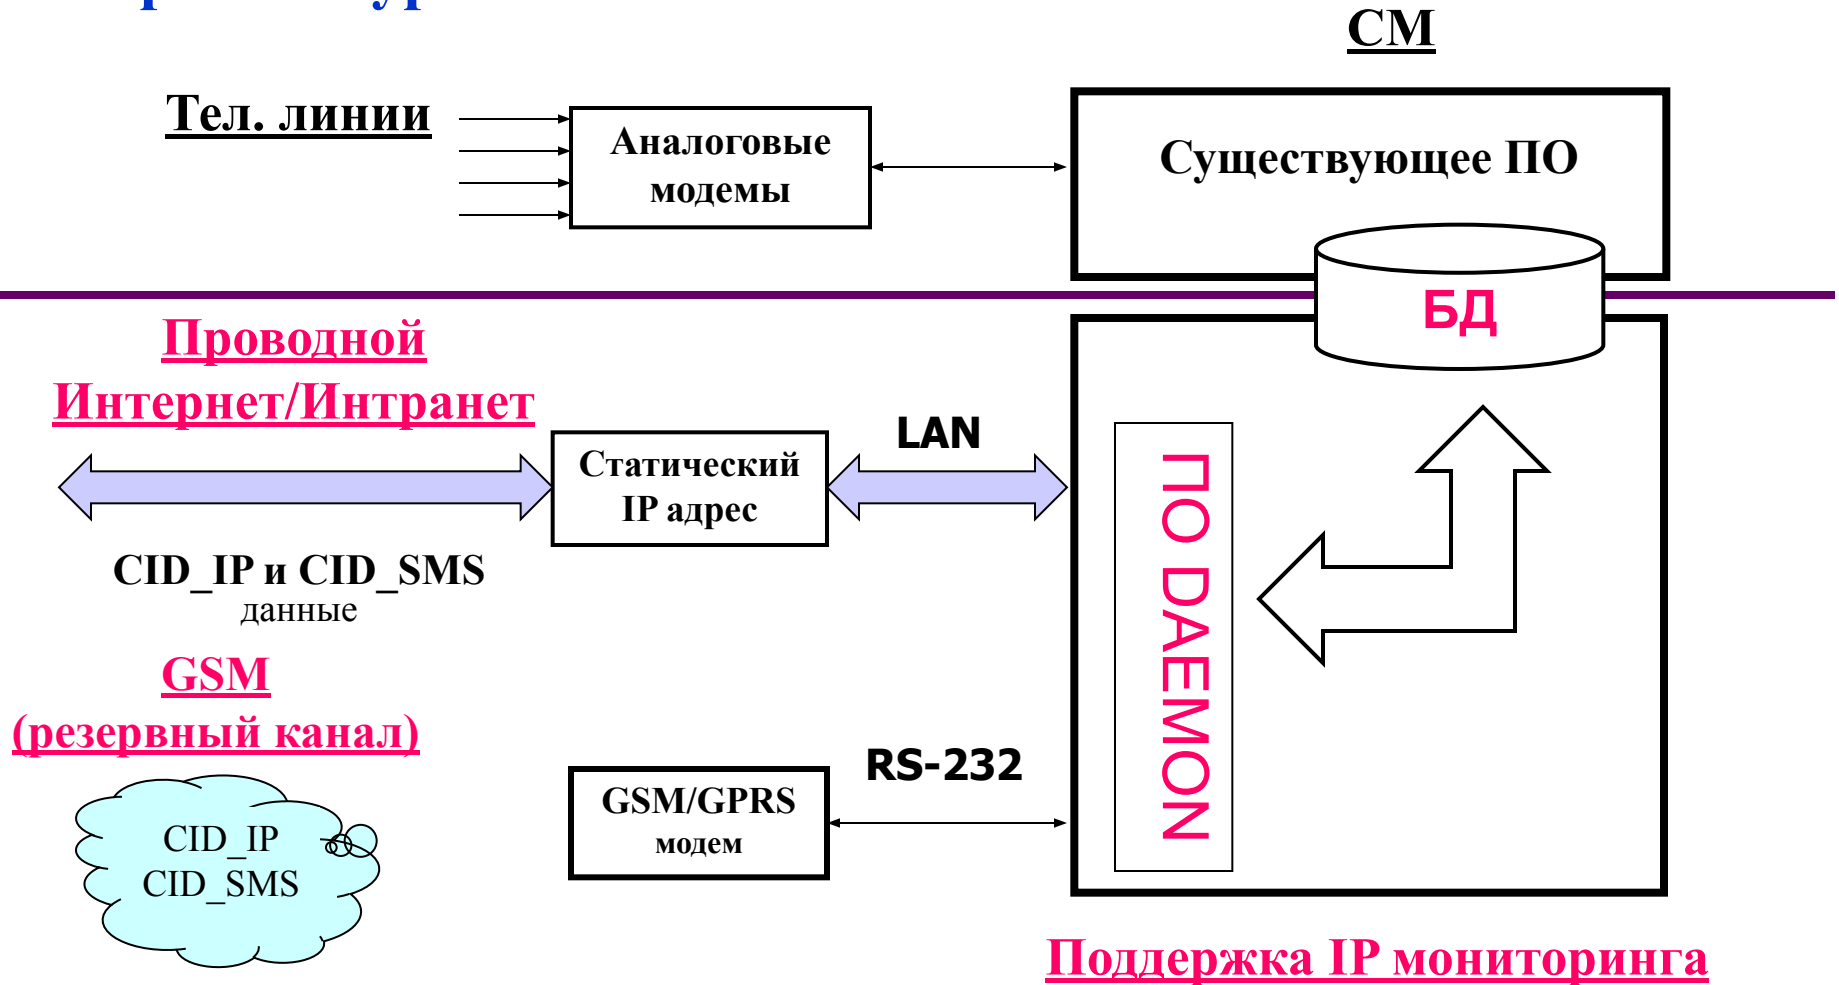 СМ
Тел. линии
Аналоговые
модемы
Существующее ПО
БД
Проводной
Интернет/Интранет
LAN
Статический
IP адрес
CID_IP и CID_SMS
данные
ПО DAEMON
GSM
(резервный канал)
RS-232
GSM/GPRS
модем
CID_IP
CID_SMS
Поддержка IP мониторинга